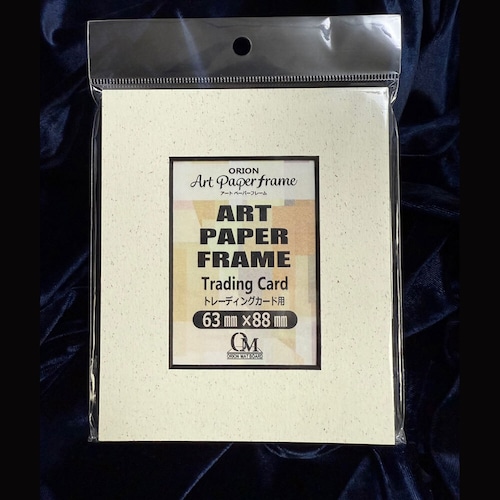 ORION
Art Paper frame
アート ペーパーフレーム
ART
PAPER
FRAME
Trading Card
トレーディングカード用
63mm×88mm
OM
ORION MAT BOARD